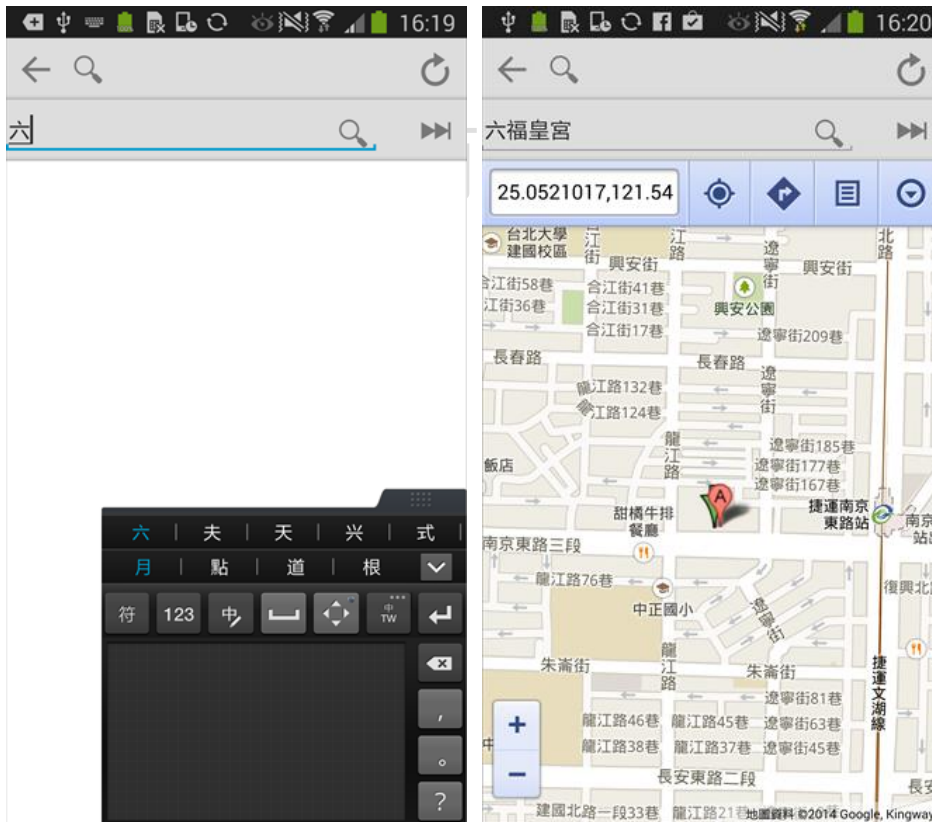 16:19
六
六 夫 天 兴 式
月 點 道 根
符 123 中 中 TW
,
。
?
16:20
六福皇宮
25.0521017,121.54
台北大學
建國校區
江街
江路
遼寧街
北路
興安街
興安街
江街58巷
合江街41巷
江街36巷
合江街31巷
興安公園
合江街17巷
遼寧街209巷
長春路
長春路
遼寧街
龍江路132巷
江路124巷
龍江路
遼寧街185巷
飯店
遼寧街177巷
遼寧街167巷
A
甜橘牛排
餐廳
捷運南京
東路站
南京
站
南京東路三段
龍江路76巷
復興北
中正國小
遼寧街
龍江路
朱崙街
朱崙街
捷運文湖線
遼寧街81巷
+
龍江路46巷
龍江路45巷
遼寧街63巷
中
龍江路38巷
龍江路37巷
遼寧街45巷
−
長安東路二段
長安
建國北路一段33巷
龍江路21巷
地圖資料 ©2014 Google, Kingway